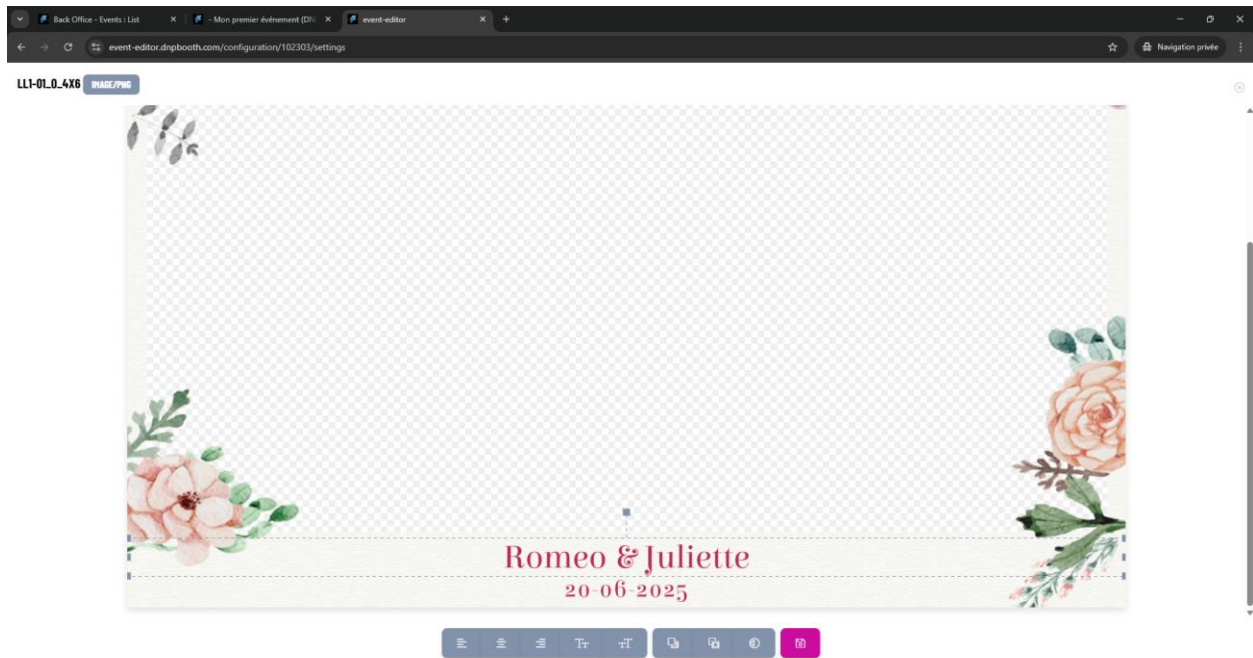 Back Office - Events : List
- Mon premier événement (DN
event-editor
event-editor.dnpbooth.com/configuration/102303/settings
Navigation privée
LL1-01_0_4X6 IMAGE/PNG
Romeo & Juliette
20-06-2025